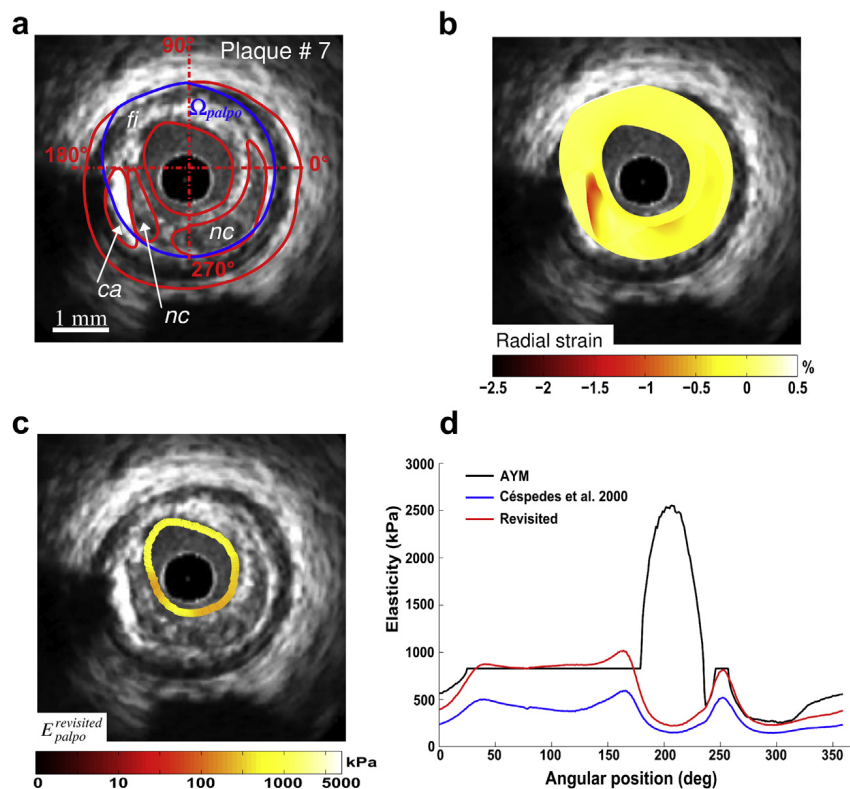 a
Plaque # 7
90°
Ωpalpo
fi
180°
0°
nc
270°
ca
nc
1 mm
b
Radial strain
%
−2.5 −2 −1.5 −1 −0.5 0 0.5
c
E revisited palpo
kPa
0 10 100 1000 5000
d
3000
2500
2000
1500
1000
500
0
Elasticity (kPa)
AYM
Céspedes et al. 2000
Revisited
0 50 100 150 200 250 300 350
Angular position (deg)